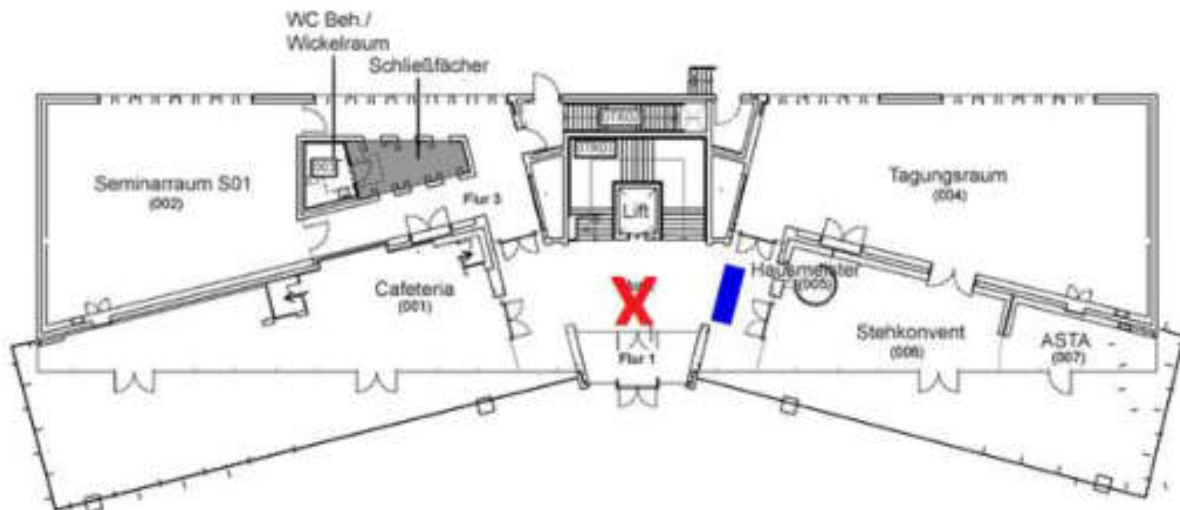 WC Beh./
Wickelraum
Schließfächer
Seminarraum S01
(002)
Flur 3
Lift
Tagungsraum
(004)
Cafeteria
(001)
Hausmeister
(005)
X
Stehkonvent
(006)
Flur 1
ASTA
(007)